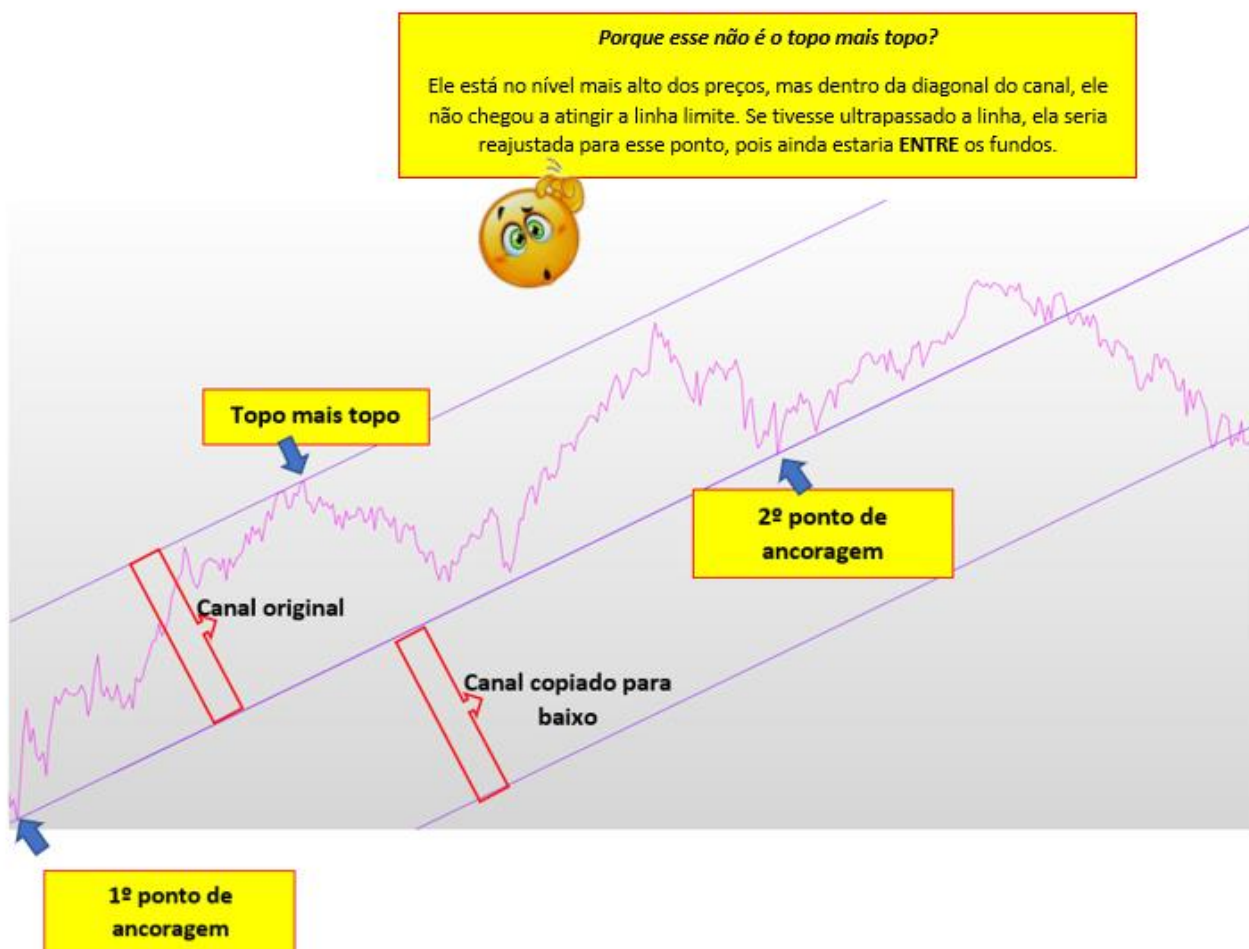 Porque esse não é o topo mais topo?
Ele está no nível mais alto dos preços, mas dentro da diagonal do canal, ele
não chegou a atingir a linha limite. Se tivesse ultrapassado a linha, ela seria
reajustada para esse ponto, pois ainda estaria ENTRE os fundos.
Topo mais topo
2º ponto de
ancoragem
Canal original
Canal copiado para
baixo
1º ponto de
ancoragem